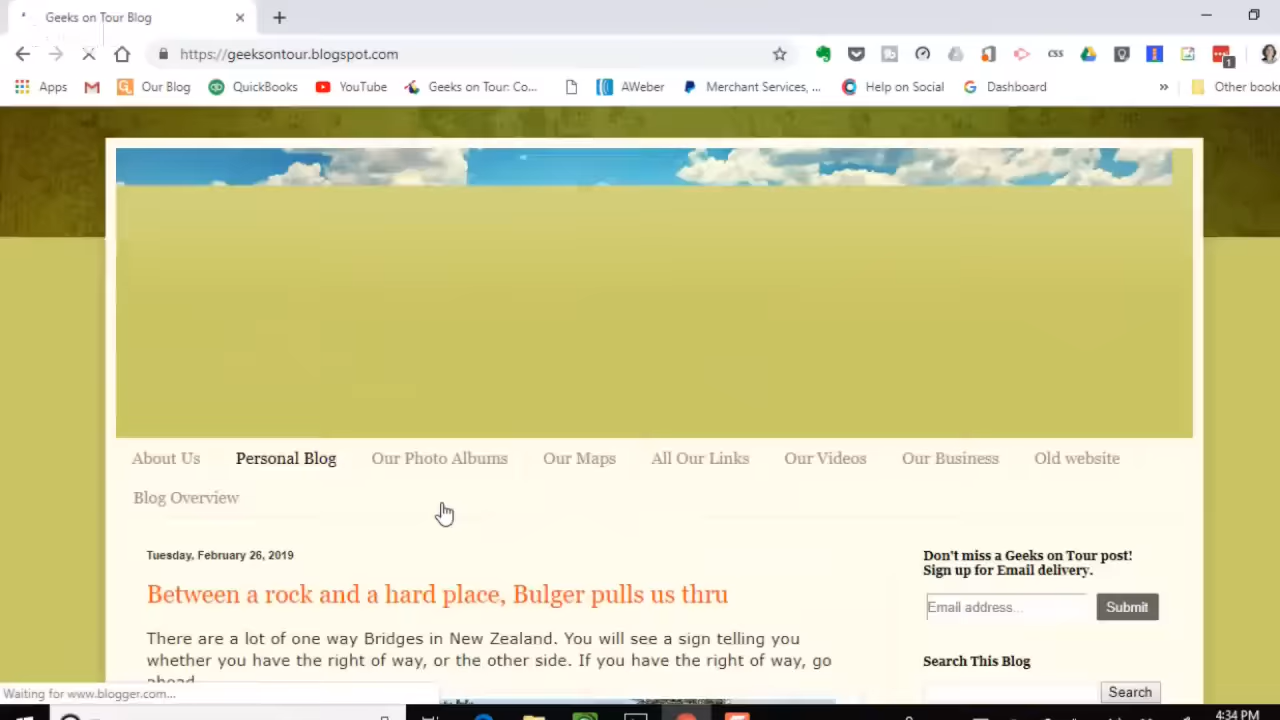 Geeks on Tour Blog
https://geeksontour.blogspot.com
css
1
Apps
Our Blog
QuickBooks
YouTube
Geeks on Tour: Co...
AWeber
Merchant Services, ...
Help on Social
Dashboard
»
Other book
About Us
Personal Blog
Our Photo Albums
Our Maps
All Our Links
Our Videos
Our Business
Old website
Blog Overview
Tuesday, February 26, 2019
Between a rock and a hard place, Bulger pulls us thru
There are a lot of one way Bridges in New Zealand. You will see a sign telling you
whether you have the right of way, or the other side. If you have the right of way, go
ahead
Don't miss a Geeks on Tour post!
Sign up for Email delivery.
Email address...
Submit
Search This Blog
Search
Waiting for www.blogger.com...
4:34 PM